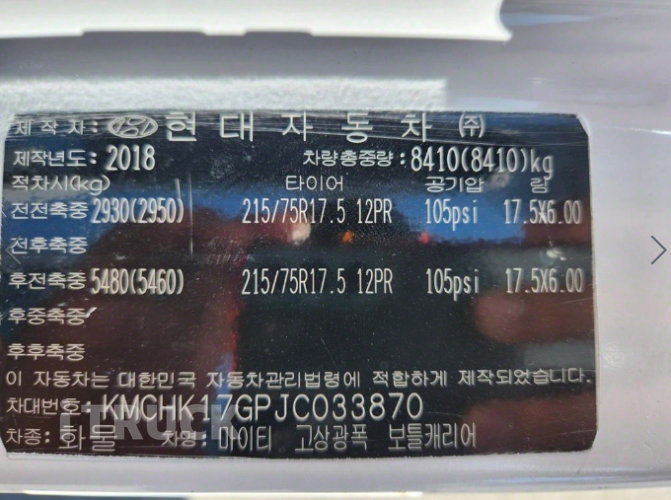 제작자: 현대자동차 ㈜
제작년도: 2018 차량총중량: 8410(8410)kg
적차시(kg) 타이어 공기압 림
전전축중 2930(2950) 215/75R17.5 12PR 105psi 17.5X6.00
전후축중
후전축중 5480(5460) 215/75R17.5 12PR 105psi 17.5X6.00
후중축중
후후축중
이 자동차는 대한민국 자동차관리법령에 적합하게 제작되었습니다.
차대번호: KMCHK17GPJC033870
TRUCK
차종: 화물 차명: 마이티 고상광폭 보틀캐리어